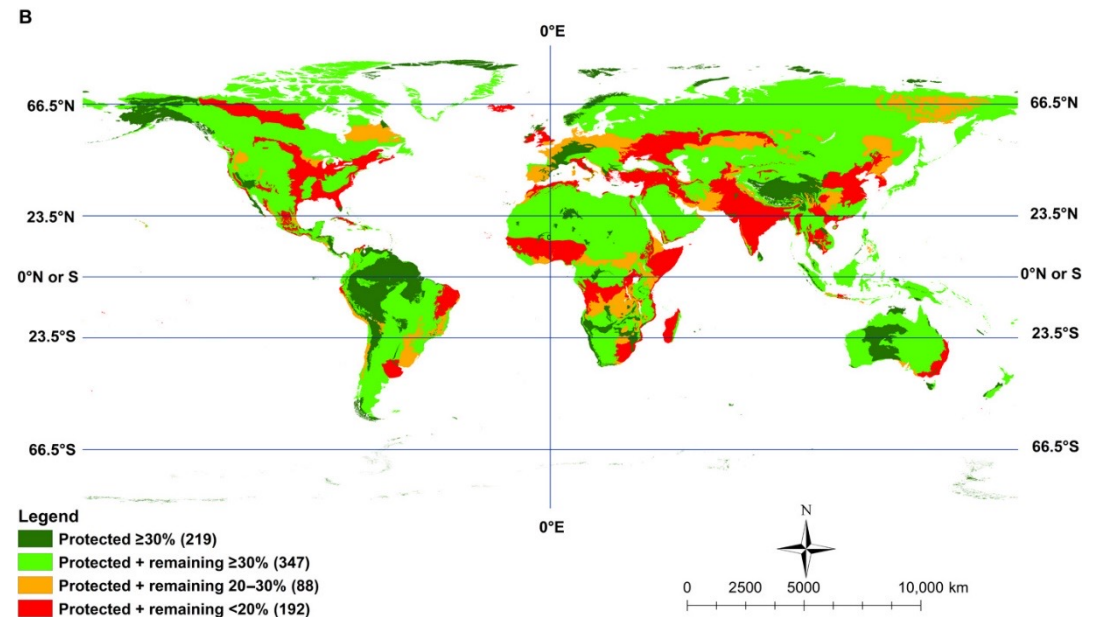 B
0°E
66.5°N
66.5°N
23.5°N
23.5°N
0°N or S
0°N or S
23.5°S
23.5°S
66.5°S
66.5°S
0°E
Legend
Protected ≥30% (219)
Protected + remaining ≥30% (347)
Protected + remaining 20–30% (88)
Protected + remaining <20% (192)
N
0 2500 5000 10,000 km